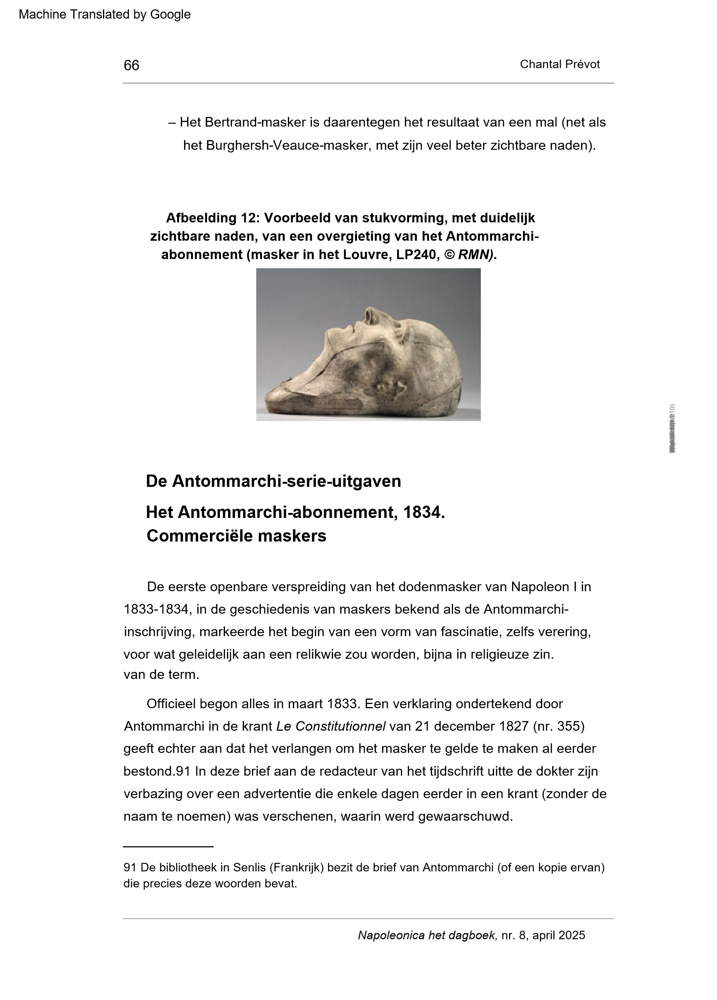 Machine Translated by Google
66
Chantal Prévot
– Het Bertrand-masker is daarentegen het resultaat van een mal (net als
het Burghersh-Veauce-masker, met zijn veel beter zichtbare naden).
Afbeelding 12: Voorbeeld van stukvorming, met duidelijk
zichtbare naden, van een overgieting van het Antommarchi-
abonnement (masker in het Louvre, LP240, © RMN).
De Antommarchi-serie-uitgaven
Het Antommarchi-abonnement, 1834.
Commerciële maskers
De eerste openbare verspreiding van het dodenmasker van Napoleon I in
1833-1834, in de geschiedenis van maskers bekend als de Antommarchi-
inschrijving, markeerde het begin van een vorm van fascinatie, zelfs verering,
voor wat geleidelijk aan een relikwie zou worden, bijna in religieuze zin.
van de term.
Officieel begon alles in maart 1833. Een verklaring ondertekend door
Antommarchi in de krant Le Constitutionnel van 21 december 1827 (nr. 355)
geeft echter aan dat het verlangen om het masker te gelde te maken al eerder
bestond.91 In deze brief aan de redacteur van het tijdschrift uitte de dokter zijn
verbazing over een advertentie die enkele dagen eerder in een krant (zonder de
naam te noemen) was verschenen, waarin werd gewaarschuwd.
91 De bibliotheek in Senlis (Frankrijk) bezit de brief van Antommarchi (of een kopie ervan)
die precies deze woorden bevat.
Napoleonica het dagboek, nr. 8, april 2025